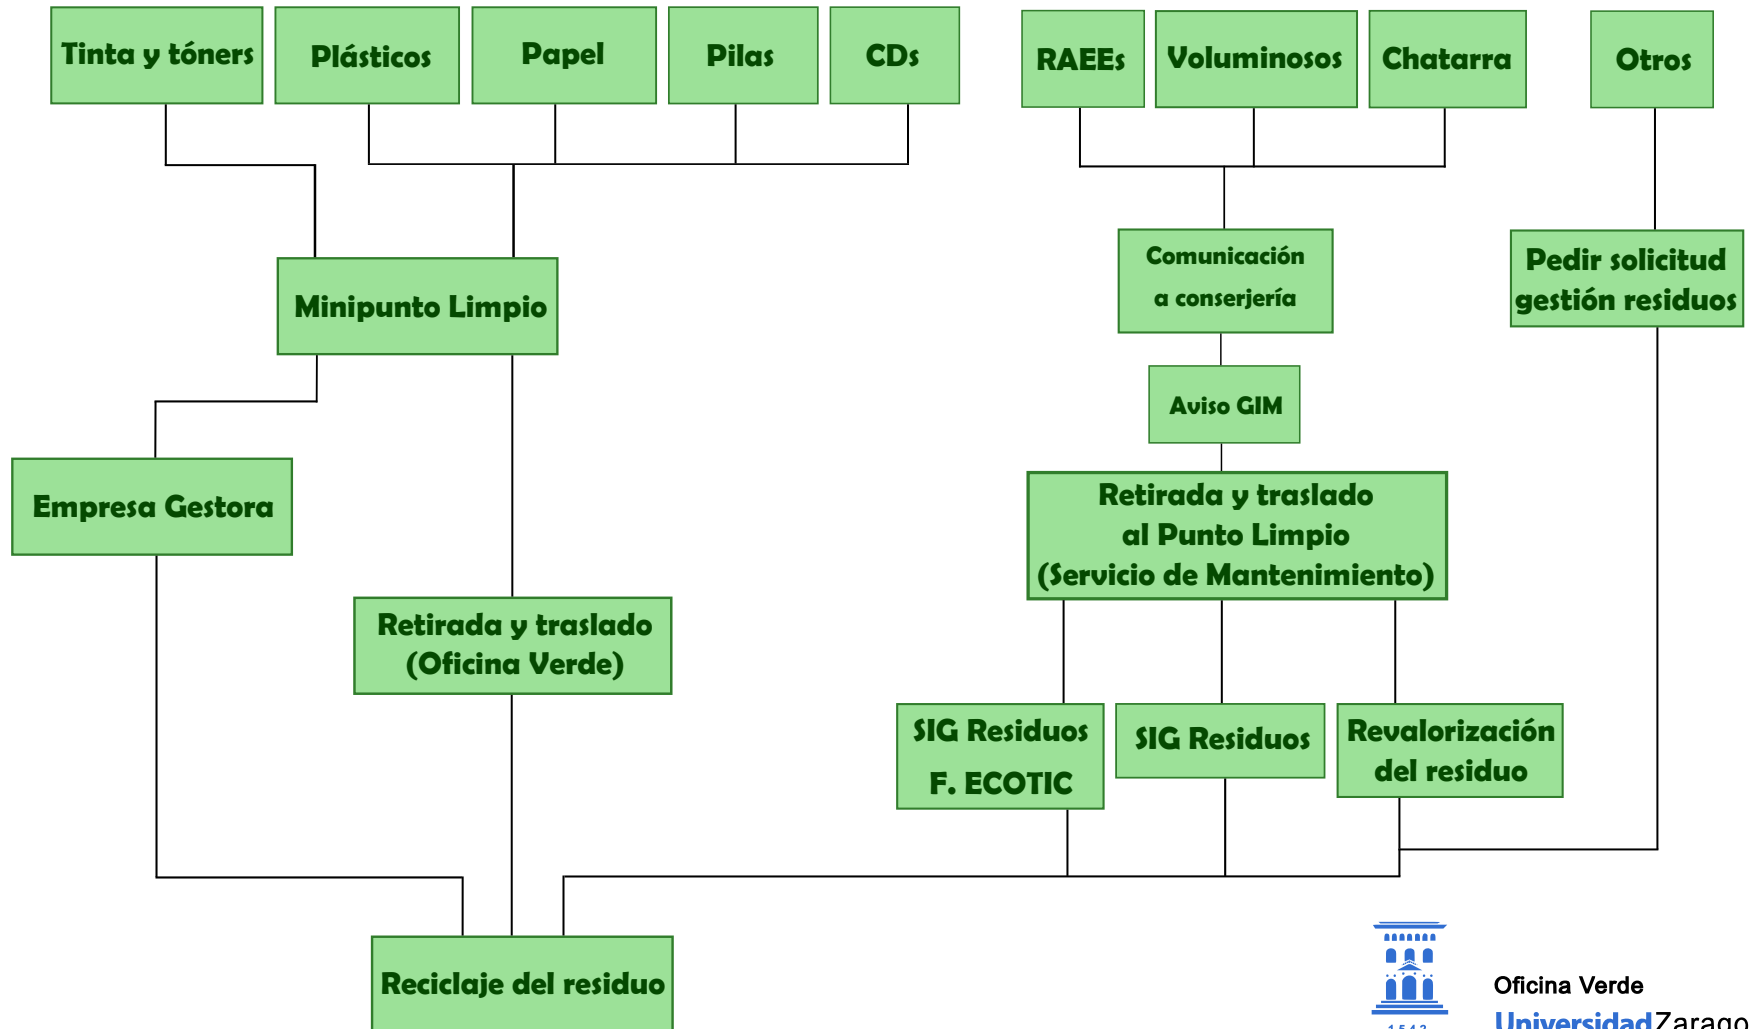 Tinta y tóners
Plásticos
Papel
Pilas
CDs
RAEEs
Voluminosos
Chatarra
Otros
Minipunto Limpio
Comunicación
a conserjería
Pedir solicitud
gestión residuos
Aviso GIM
Empresa Gestora
Retirada y traslado
al Punto Limpio
(Servicio de Mantenimiento)
Retirada y traslado
(Oficina Verde)
SIG Residuos
F. ECOTIC
SIG Residuos
Revalorización
del residuo
Reciclaje del residuo
1542
Oficina Verde
UniversidadZarago